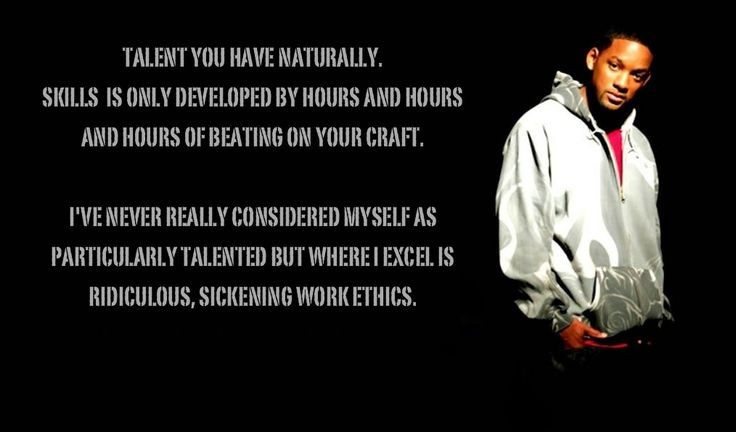 TALENT YOU HAVE NATURALLY.
SKILLS IS ONLY DEVELOPED BY HOURS AND HOURS
AND HOURS OF BEATING ON YOUR CRAFT.
I'VE NEVER REALLY CONSIDERED MYSELF AS
PARTICULARLY TALENTED BUT WHERE I EXCEL IS
RIDICULOUS, SICKENING WORK ETHICS.